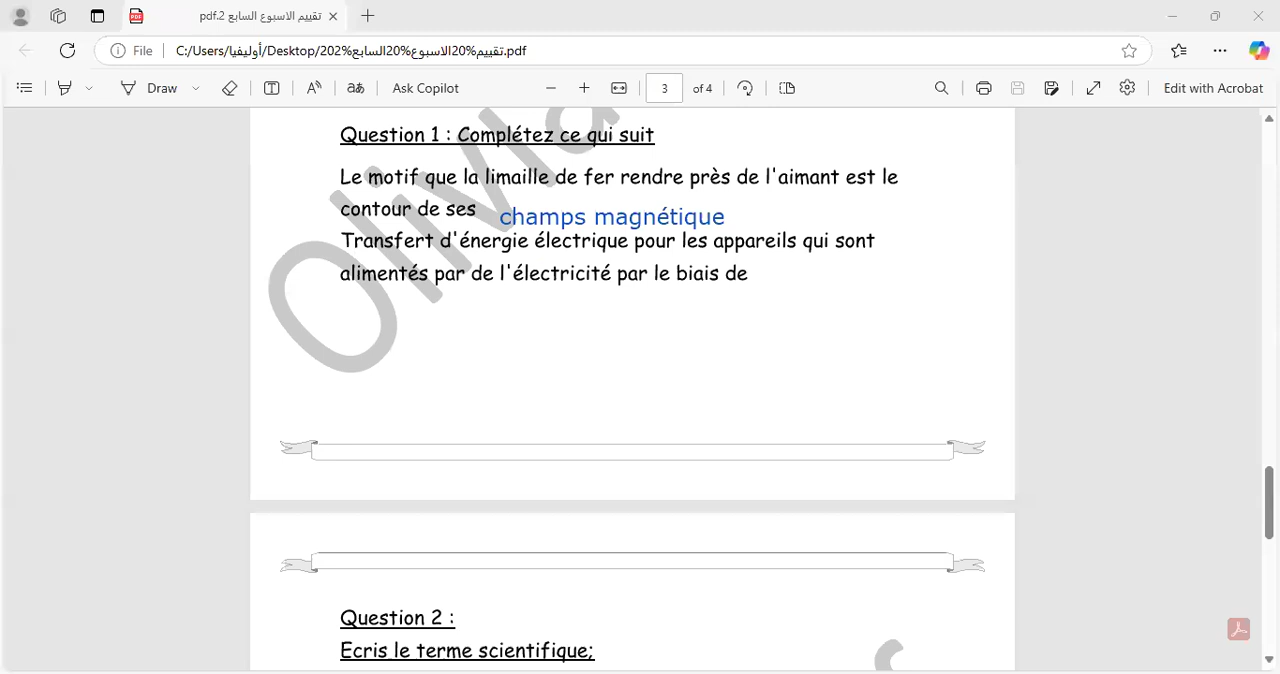 تقييم الاسبوع السابع 2.pdf
File C:/Users/أوليفيا/Desktop/202%تقييم%20الاسبوع%20السابع.pdf
Draw aあ Ask Copilot 3 of 4 Edit with Acrobat
Question 1 : Complétez ce qui suit
Le motif que la limaille de fer rendre près de l'aimant est le
contour de ses champs magnétique
Transfert d'énergie électrique pour les appareils qui sont
alimentés par de l'électricité par le biais de
Olivia
Question 2 :
Ecris le terme scientifique;